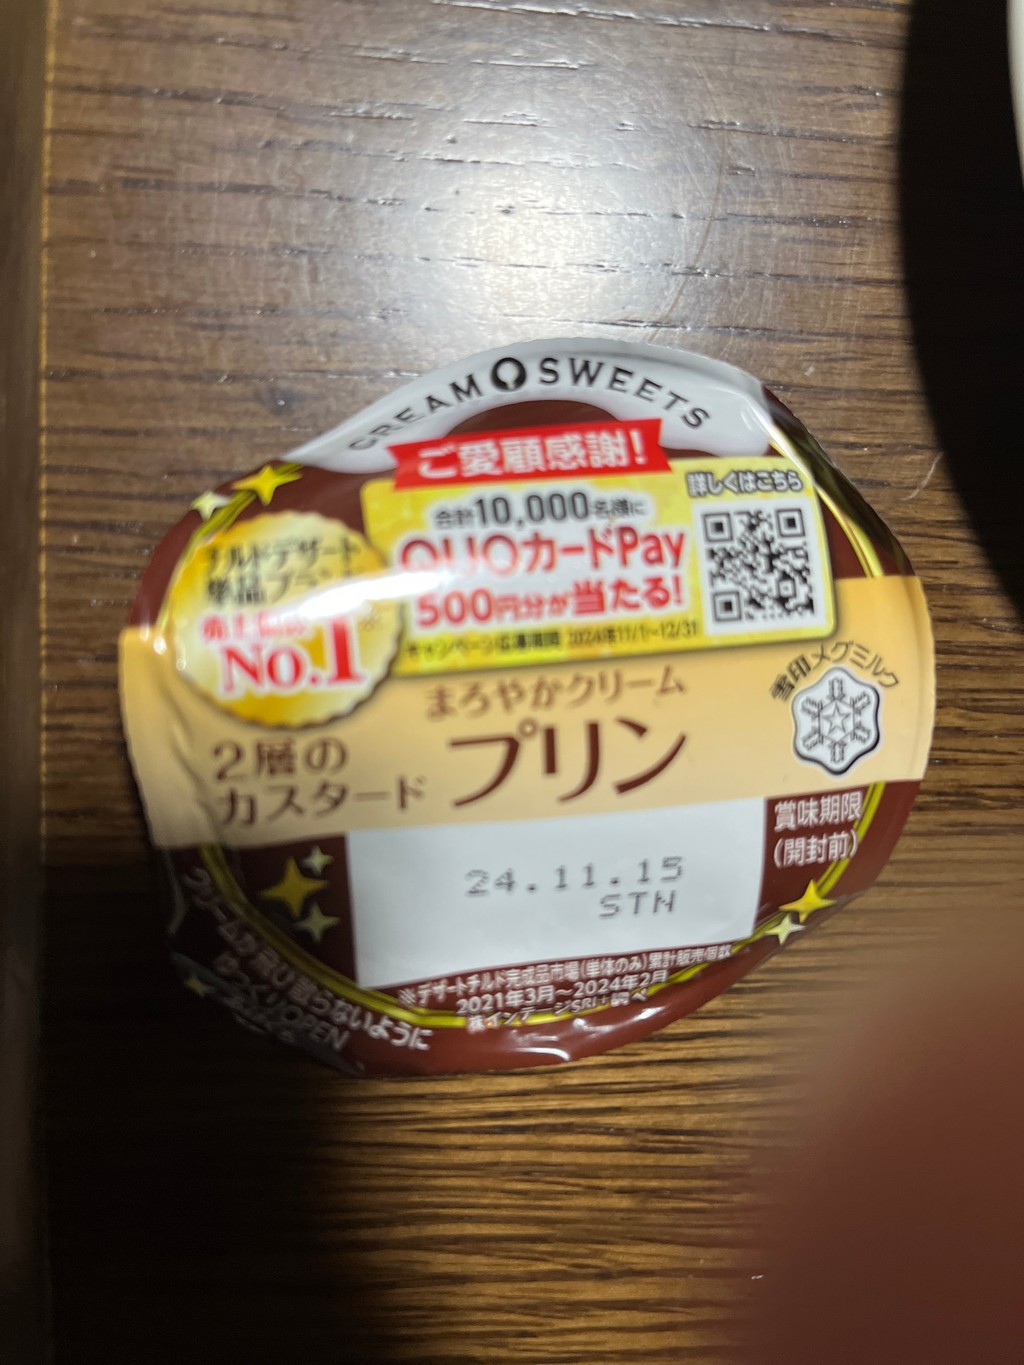 CREAM SWEETS
ご愛顧感謝!
合計10,000名様に
QUOカードPay
500円分が当たる!
キャンペーン応募期間 2024年11/1~12/31
詳しくはこちら
チルドデザート
単品ブランド
売上個数
No.1※
まろやかクリーム
プリン
2層の
カスタード
雪印メグミルク
賞味期限
(開封前)
24.11.15
STN
※デザートチルド完成品市場(単体のみ)累計販売個数
2021年3月~2024年2月
㈱インテージSRI+調べ
クリームが飛び散らないように
ゆっくりOPEN